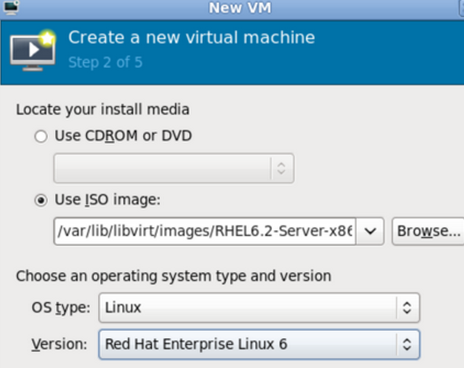 New VM
Create a new virtual machine
Step 2 of 5
Locate your install media
Use CDROM or DVD
Use ISO image:
/var/lib/libvirt/images/RHEL6.2-Server-x86
Browse...
Choose an operating system type and version
OS type: Linux
Version: Red Hat Enterprise Linux 6